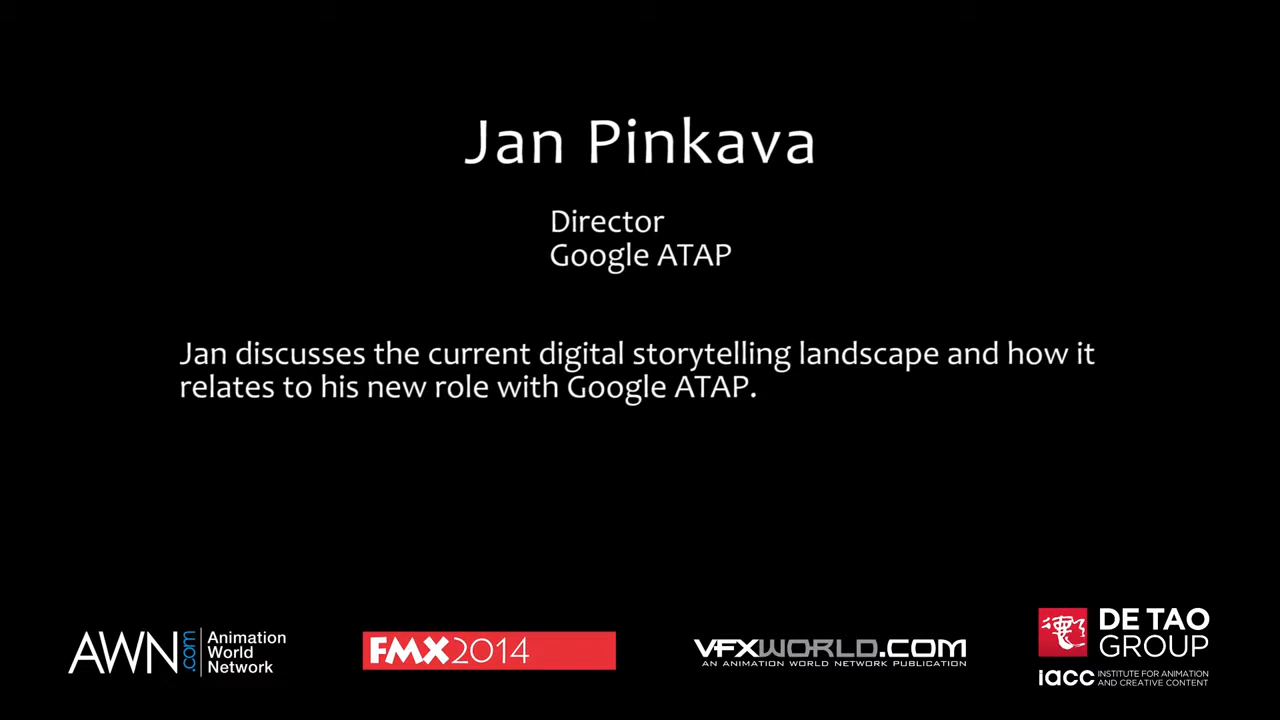 Jan Pinkava
Director
Google ATAP
Jan discusses the current digital storytelling landscape and how it
relates to his new role with Google ATAP.
AWN.com
Animation
World
Network
FMX2014
VFXWORLD.COM
AN ANIMATION WORLD NETWORK PUBLICATION
DE TAO
GROUP
iacc
INSTITUTE FOR ANIMATION
AND CREATIVE CONTENT